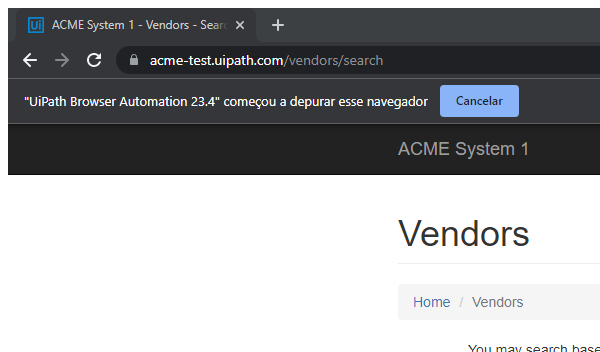 Ui ACME System 1 - Vendors - Sear
acme-test.uipath.com/vendors/search
"UiPath Browser Automation 23.4" começou a depurar esse navegador Cancelar
ACME System 1
Vendors
Home / Vendors
You may search base